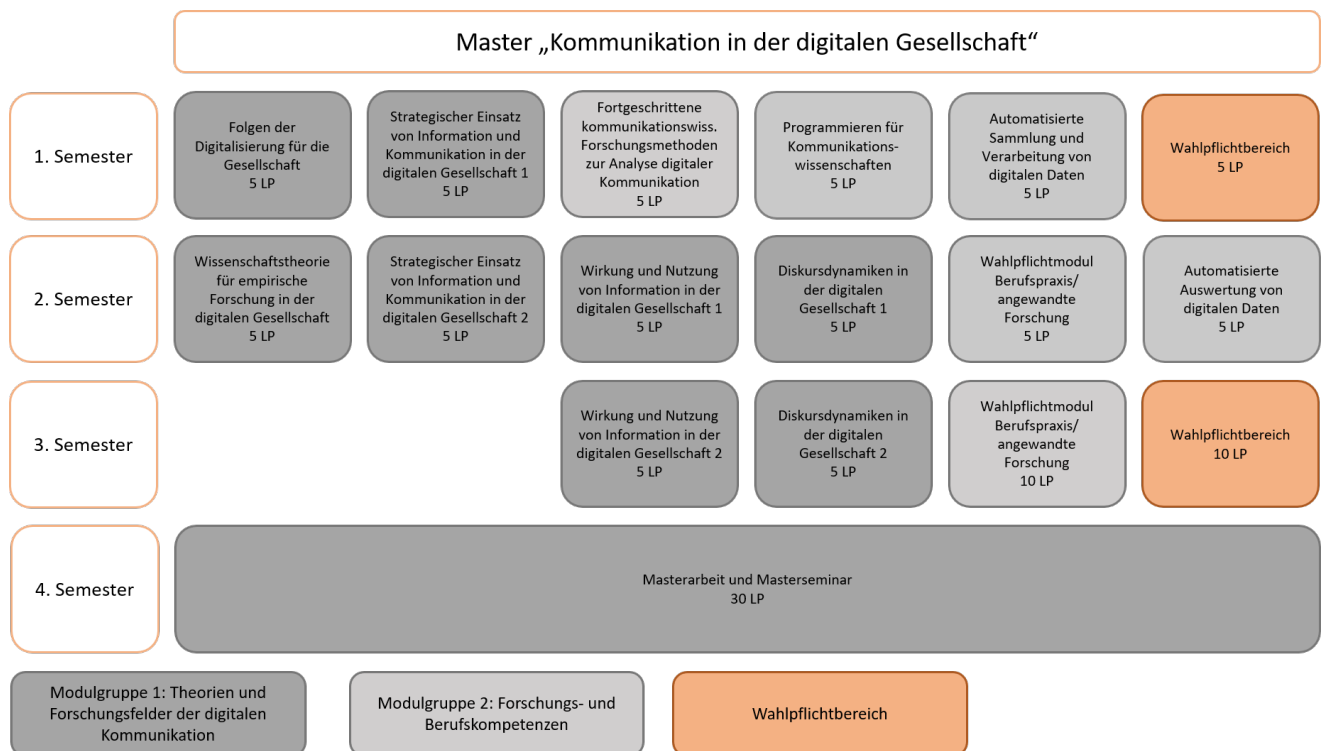 Master „Kommunikation in der digitalen Gesellschaft“
1. Semester
Folgen der
Digitalisierung für die
Gesellschaft
5 LP
Strategischer Einsatz
von Information und
Kommunikation in der
digitalen Gesellschaft 1
5 LP
Fortgeschrittene
kommunikationswiss.
Forschungsmethoden
zur Analyse digitaler
Kommunikation
5 LP
Programmieren für
Kommunikations-
wissenschaften
5 LP
Automatisierte
Sammlung und
Verarbeitung von
digitalen Daten
5 LP
Wahlpflichtbereich
5 LP
2. Semester
Wissenschaftstheorie
für empirische
Forschung in der
digitalen Gesellschaft
5 LP
Strategischer Einsatz
von Information und
Kommunikation in der
digitalen Gesellschaft 2
5 LP
Wirkung und Nutzung
von Information in der
digitalen Gesellschaft 1
5 LP
Diskursdynamiken in
der digitalen
Gesellschaft 1
5 LP
Wahlpflichtmodul
Berufspraxis/
angewandte
Forschung
5 LP
Automatisierte
Auswertung von
digitalen Daten
5 LP
3. Semester
Wirkung und Nutzung
von Information in der
digitalen Gesellschaft 2
5 LP
Diskursdynamiken in
der digitalen
Gesellschaft 2
5 LP
Wahlpflichtmodul
Berufspraxis/
angewandte
Forschung
10 LP
Wahlpflichtbereich
10 LP
4. Semester
Masterarbeit und Masterseminar
30 LP
Modulgruppe 1: Theorien und
Forschungsfelder der digitalen
Kommunikation
Modulgruppe 2: Forschungs- und
Berufskompetenzen
Wahlpflichtbereich